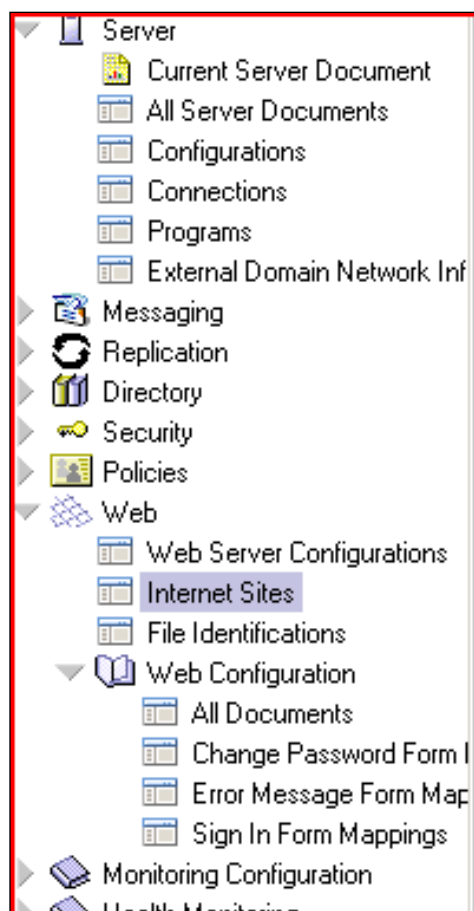 Server
Current Server Document
All Server Documents
Configurations
Connections
Programs
External Domain Network Inf
Messaging
Replication
Directory
Security
Policies
Web
Web Server Configurations
Internet Sites
File Identifications
Web Configuration
All Documents
Change Password Form
Error Message Form Map
Sign In Form Mappings
Monitoring Configuration
Health Monitoring